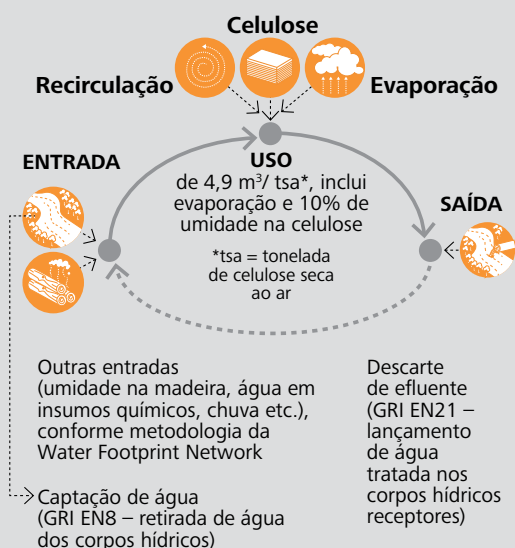 Celulose
Recirculação
Evaporação
ENTRADA
USO
de 4,9 m³/ tsa*, inclui
evaporação e 10% de
umidade na celulose
*tsa = tonelada
de celulose seca
ao ar
SAÍDA
Outras entradas
(umidade na madeira, água em
insumos químicos, chuva etc.),
conforme metodologia da
Water Footprint Network
Captação de água
(GRI EN8 – retirada de água
dos corpos hídricos)
Descarte
de efluente
(GRI EN21 –
lançamento
de água
tratada nos
corpos hídricos
receptores)